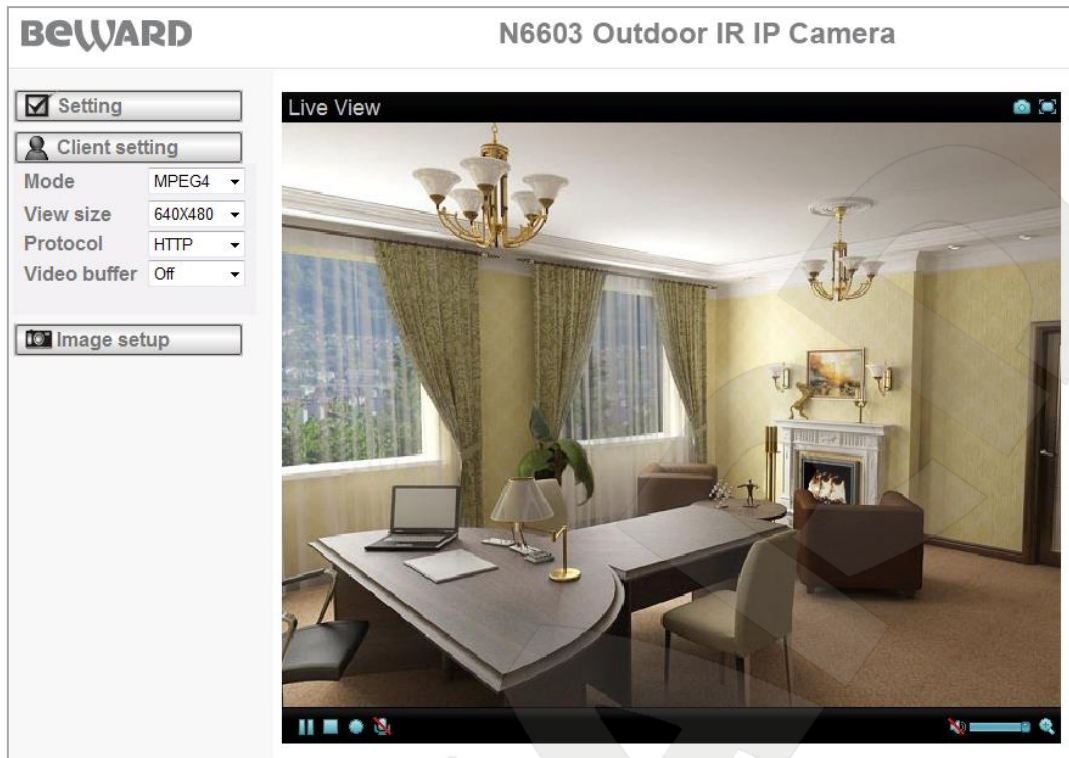 BEWARD
N6603 Outdoor IR IP Camera
Setting
Live View
Client setting
Mode MPEG4
View size 640X480
Protocol HTTP
Video buffer Off
Image setup